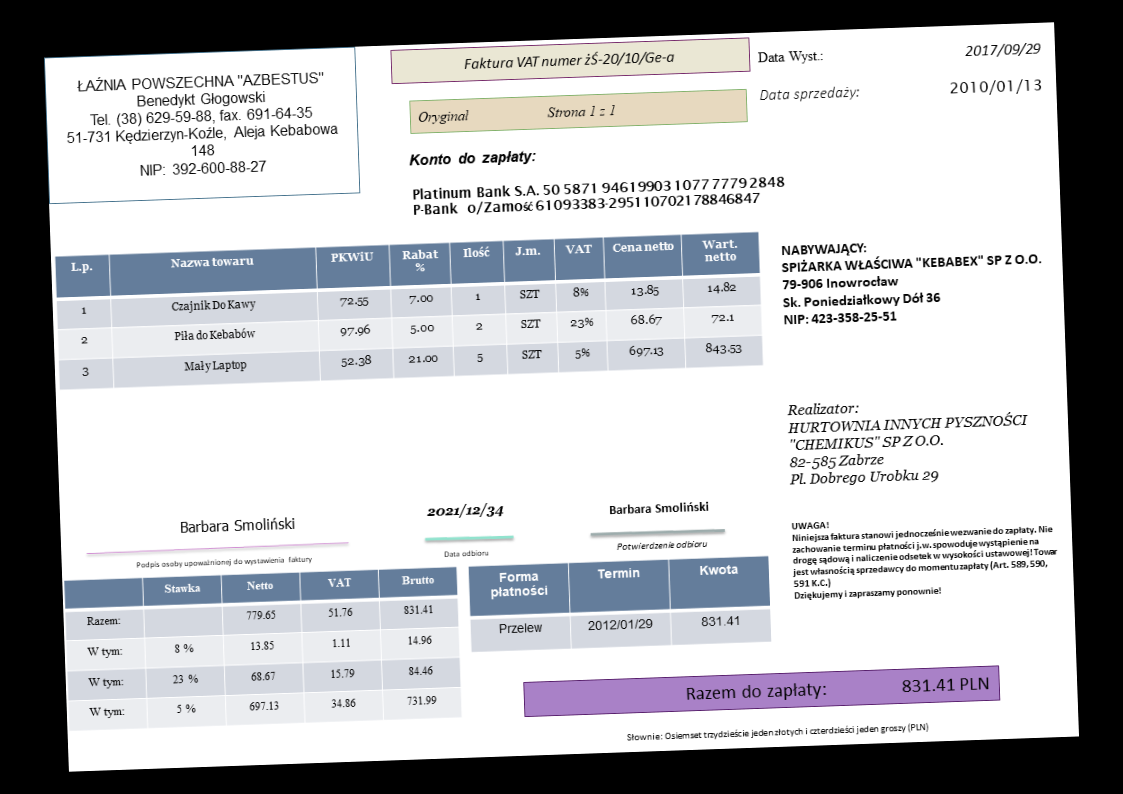 ŁAŹNIA POWSZECHNA "AZBESTUS"
Benedykt Głogowski
Tel. (38) 629-59-88, fax. 691-64-35
51-731 Kędzierzyn-Koźle, Aleja Kebabowa
148
NIP: 392-600-88-27
Faktura VAT numer żŚ-20/10/Ge-a
Oryginał Strona 1 z 1
Data Wyst.: 2017/09/29
Data sprzedaży: 2010/01/13
Konto do zapłaty:
Platinum Bank S.A. 50 5871 9461 9903 1077 7779 2848
P-Bank o/Zamość 61093383-295110702178846847
L.p. Nazwa towaru PKWiU Rabat % Ilość J.m. VAT Cena netto Wart. netto
1 Czajnik Do Kawy 72.55 7.00 1 SZT 8% 13.85 14.82
2 Piła do Kebabów 97.96 5.00 2 SZT 23% 68.67 72.1
3 Mały Laptop 52.38 21.00 5 SZT 5% 697.13 843.53
NABYWAJĄCY:
SPIŻARKA WŁAŚCIWA "KEBABEX" SP Z O.O.
79-906 Inowrocław
Sk. Poniedziałkowy Dół 36
NIP: 423-358-25-51
Realizator:
HURTOWNIA INNYCH PYSZNOŚCI
"CHEMIKUS" SP Z O.O.
82-585 Zabrze
Pl. Dobrego Urobku 29
Barbara Smoliński
Podpis osoby upoważnionej do wystawienia faktury
2021/12/34
Data odbioru
Barbara Smoliński
Potwierdzenie odbioru
UWAGA!
Niniejsza faktura stanowi jednocześnie wezwanie do zapłaty. Nie
zachowanie terminu płatności j.w. spowoduje wystąpienie na
drogę sądową i naliczenie odsetek w wysokości ustawowej! Towar
jest własnością sprzedawcy do momentu zapłaty (Art. 589, 590,
591 K.C.)
Dziękujemy i zapraszamy ponownie!
Stawka Netto VAT Brutto
Razem: 779.65 51.76 831.41
W tym: 8 % 13.85 1.11 14.96
W tym: 23 % 68.67 15.79 84.46
W tym: 5 % 697.13 34.86 731.99
Forma płatności Termin Kwota
Przelew 2012/01/29 831.41
Razem do zapłaty: 831.41 PLN
Słownie: Osiemset trzydzieście jeden złotych i czterdzieści jeden groszy (PLN)